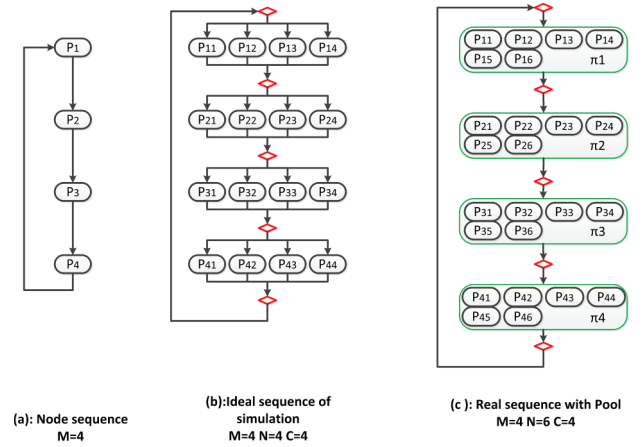 P1
P2
P3
P4
(a): Node sequence
M=4
P11 P12 P13 P14
P21 P22 P23 P24
P31 P32 P33 P34
P41 P42 P43 P44
(b):Ideal sequence of
simulation
M=4 N=4 C=4
P11 P12 P13 P14
P15 P16 π1
P21 P22 P23 P24
P25 P26 π2
P31 P32 P33 P34
P35 P36 π3
P41 P42 P43 P44
P45 P46 π4
(c ): Real sequence with Pool
M=4 N=6 C=4